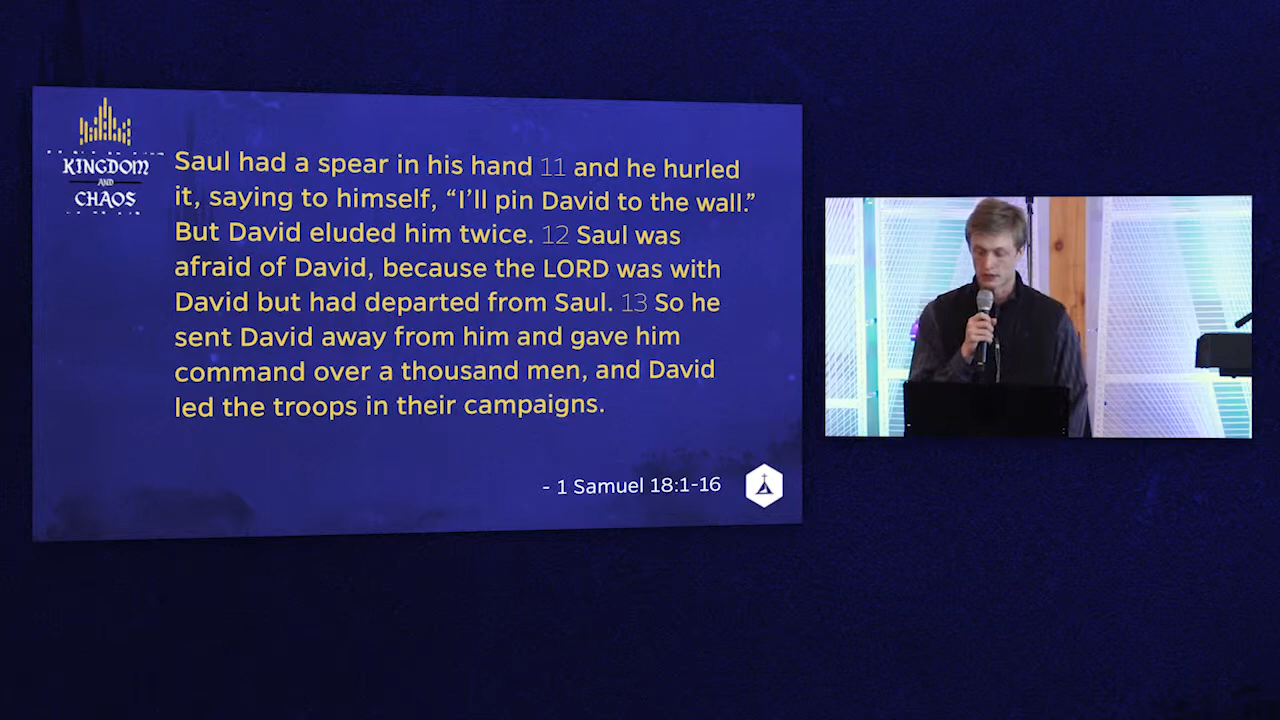 KINGDOM
AND
CHAOS
Saul had a spear in his hand 11 and he hurled
it, saying to himself, “I’ll pin David to the wall.”
But David eluded him twice. 12 Saul was
afraid of David, because the LORD was with
David but had departed from Saul. 13 So he
sent David away from him and gave him
command over a thousand men, and David
led the troops in their campaigns.
- 1 Samuel 18:1-16